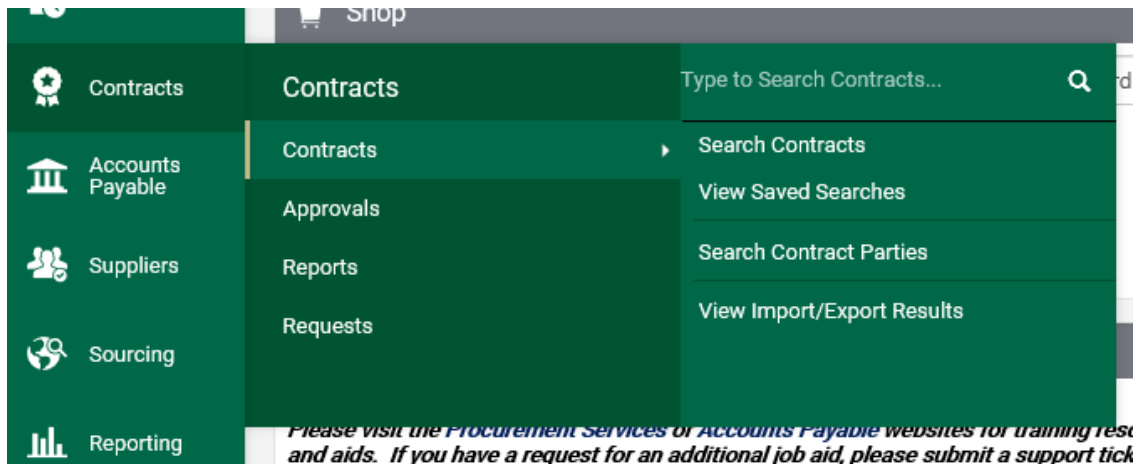 Shop
Contracts
Accounts
Payable
Suppliers
Sourcing
Reporting
Contracts
Contracts
Approvals
Reports
Requests
Type to Search Contracts...
Search Contracts
View Saved Searches
Search Contract Parties
View Import/Export Results
Please visit the Procurement Services or Accounts Payable websites for training
and aids. If you have a request for an additional job aid, please submit a support